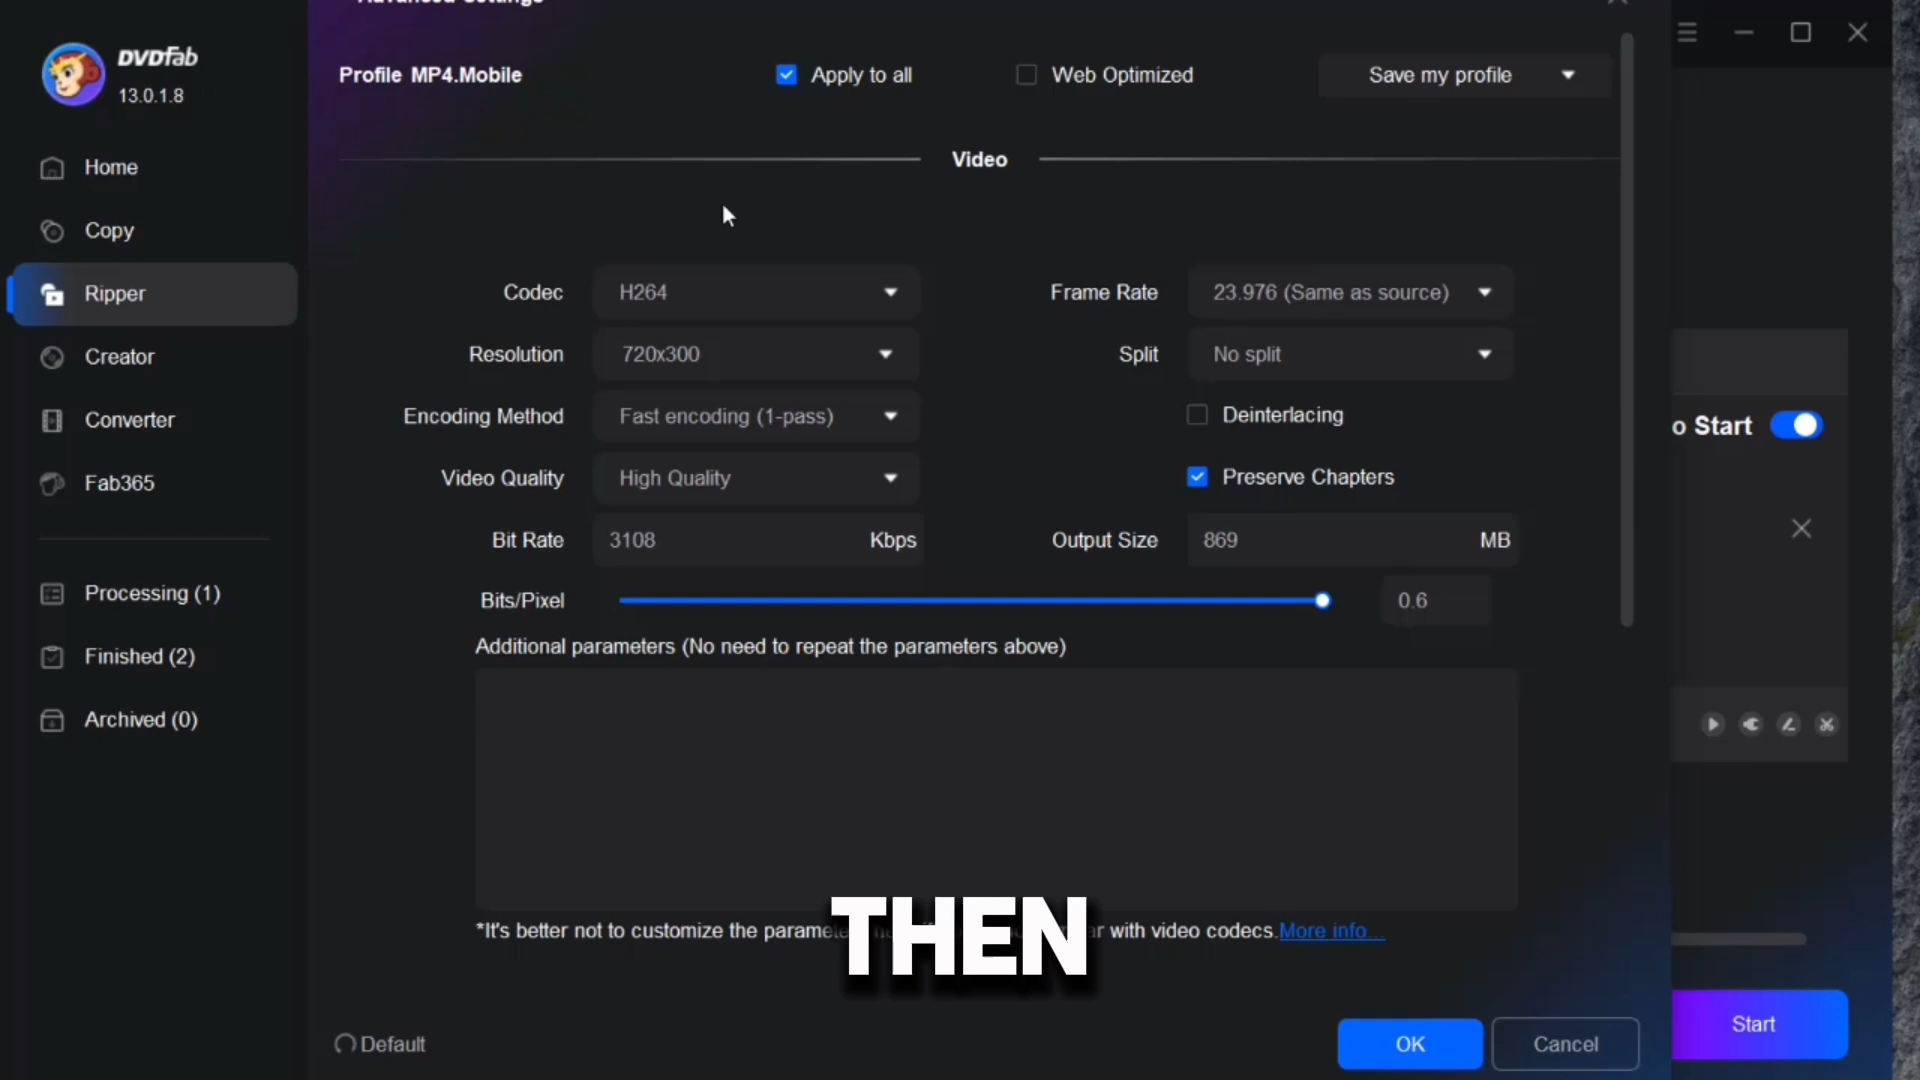 Advanced Settings
DVDFab
13.0.1.8
Profile MP4.Mobile
Apply to all
Web Optimized
Save my profile
Video
Home
Copy
Ripper
Creator
Converter
Fab365
Processing (1)
Finished (2)
Archived (0)
Codec
H264
Frame Rate
23.976 (Same as source)
Resolution
720x300
Split
No split
Encoding Method
Fast encoding (1-pass)
Deinterlacing
Video Quality
High Quality
Preserve Chapters
Bit Rate
3108
Kbps
Output Size
869
MB
Bits/Pixel
0.6
Additional parameters (No need to repeat the parameters above)
*It's better not to customize the with video codecs.More info...
THEN
Default
OK
Cancel
o Start
Start